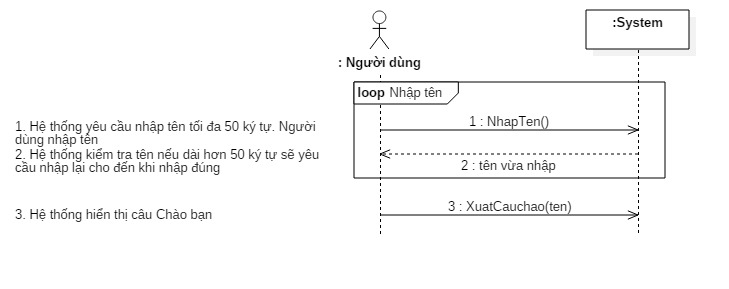 :System
: Người dùng
loop Nhập tên
1 : NhapTen()
1. Hệ thống yêu cầu nhập tên tối đa 50 ký tự. Người
dùng nhập tên
2. Hệ thống kiểm tra tên nếu dài hơn 50 ký tự sẽ yêu
cầu nhập lại cho đến khi nhập đúng
2 : tên vừa nhập
3. Hệ thống hiển thị câu Chào bạn
3 : XuatCauchao(ten)